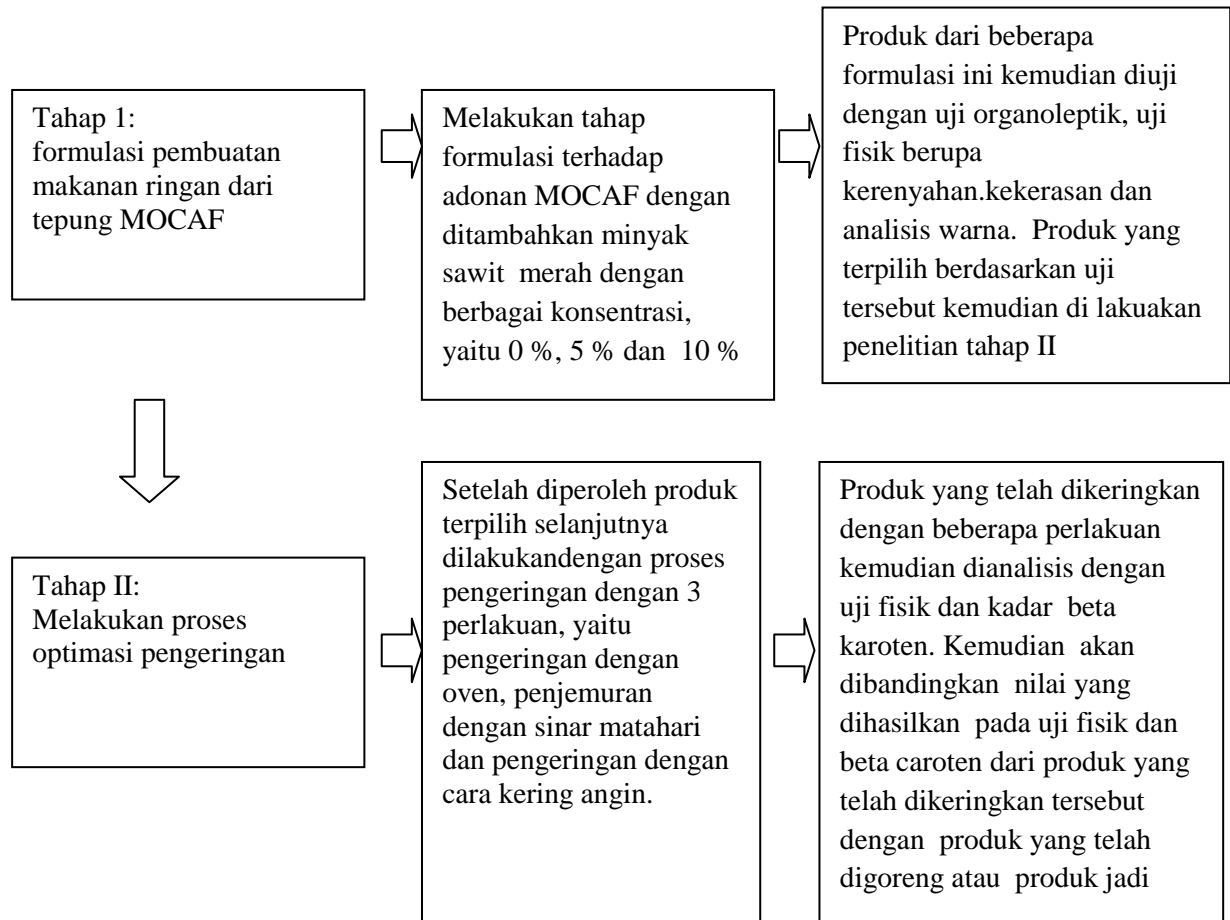 Tahap 1:
formulasi pembuatan
makanan ringan dari
tepung MOCAF
Melakukan tahap
formulasi terhadap
adonan MOCAF dengan
ditambahkan minyak
sawit merah dengan
berbagai konsentrasi,
yaitu 0 %, 5 % dan 10 %
Produk dari beberapa
formulasi ini kemudian diuji
dengan uji organoleptik, uji
fisik berupa
kerenyahan.kekerasan dan
analisis warna. Produk yang
terpilih berdasarkan uji
tersebut kemudian di lakuakan
penelitian tahap II
Tahap II:
Melakukan proses
optimasi pengeringan
Setelah diperoleh produk
terpilih selanjutnya
dilakukandengan proses
pengeringan dengan 3
perlakuan, yaitu
pengeringan dengan
oven, penjemuran
dengan sinar matahari
dan pengeringan dengan
cara kering angin.
Produk yang telah dikeringkan
dengan beberapa perlakuan
kemudian dianalisis dengan
uji fisik dan kadar beta
karoten. Kemudian akan
dibandingkan nilai yang
dihasilkan pada uji fisik dan
beta caroten dari produk yang
telah dikeringkan tersebut
dengan produk yang telah
digoreng atau produk jadi